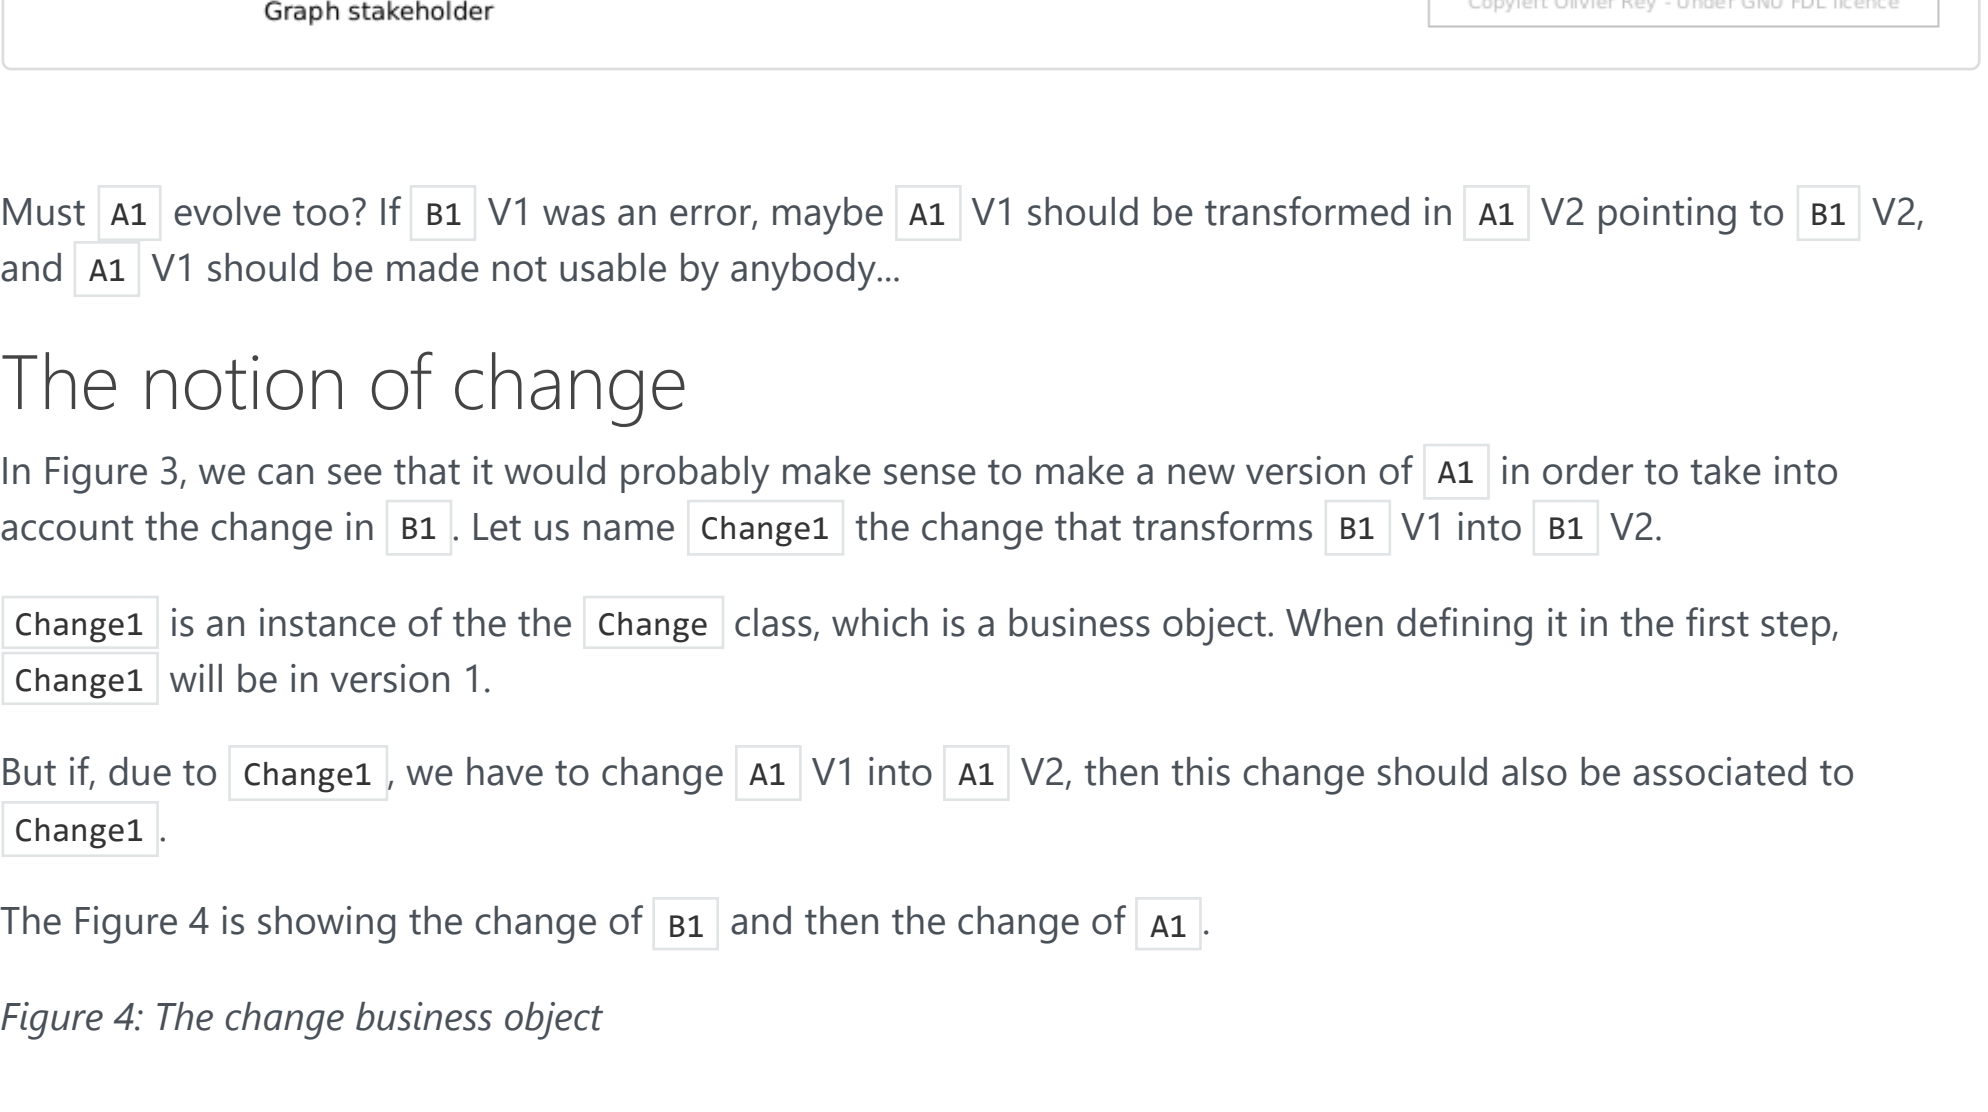 Graph stakeholder
Copyleft Olivier Rey - Under GNU FDL licence
Must A1 evolve too? If B1 V1 was an error, maybe A1 V1 should be transformed in A1 V2 pointing to B1 V2,
and A1 V1 should be made not usable by anybody...
The notion of change
In Figure 3, we can see that it would probably make sense to make a new version of A1 in order to take into
account the change in B1. Let us name Change1 the change that transforms B1 V1 into B1 V2.
Change1 is an instance of the the Change class, which is a business object. When defining it in the first step,
Change1 will be in version 1.
But if, due to Change1, we have to change A1 V1 into A1 V2, then this change should also be associated to
Change1.
The Figure 4 is showing the change of B1 and then the change of A1.
Figure 4: The change business object